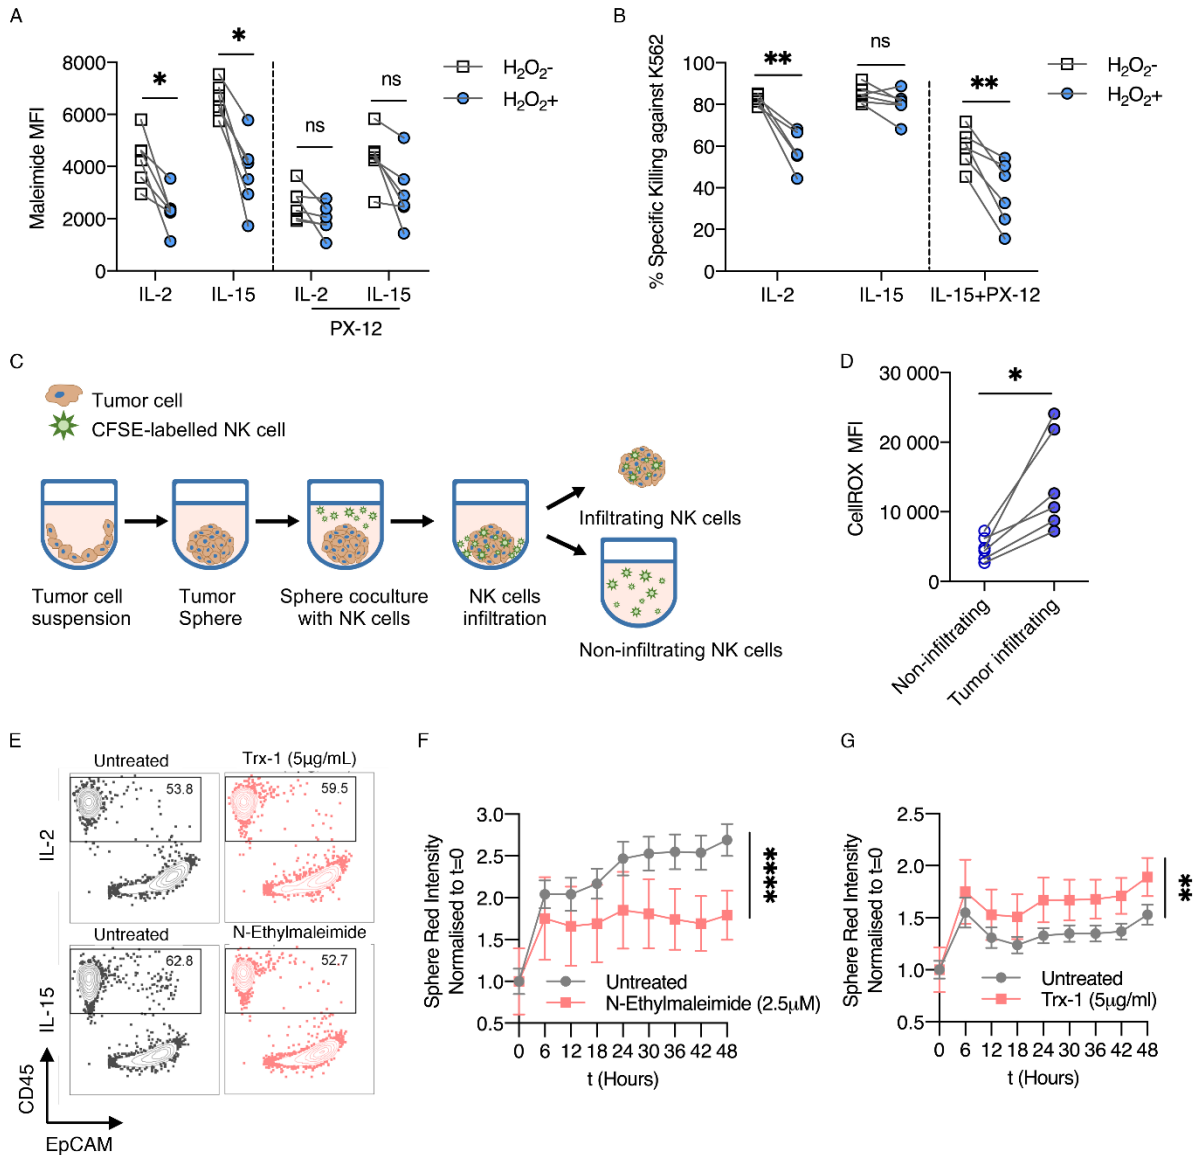 A
Maleimide MFI
8000
6000
4000
2000
0
*
*
ns
ns
H₂O₂-
H₂O₂+
IL-2
IL-15
IL-2
IL-15
PX-12
B
% Specific Killing against K562
100
80
60
40
20
0
**
ns
**
H₂O₂-
H₂O₂+
IL-2
IL-15
IL-15+PX-12
C
Tumor cell
CFSE-labelled NK cell
Tumor cell
suspension
Tumor
Sphere
Sphere coculture
with NK cells
NK cells
infiltration
Infiltrating NK cells
Non-infiltrating NK cells
D
CellROX MFI
30 000
20 000
10 000
0
*
Non-infiltrating
Tumor infiltrating
E
Untreated
Trx-1 (5µg/mL)
IL-2
53.8
59.5
Untreated
N-Ethylmaleimide
IL-15
62.8
52.7
CD45
EpCAM
F
Sphere Red Intensity
Normalised to t=0
3.0
2.5
2.0
1.5
1.0
0.5
****
Untreated
N-Ethylmaleimide (2.5µM)
0 6 12 18 24 30 36 42 48
t (Hours)
G
Sphere Red Intensity
Normalised to t=0
2.5
2.0
1.5
1.0
0.5
**
Untreated
Trx-1 (5µg/ml)
0 6 12 18 24 30 36 42 48
t (Hours)